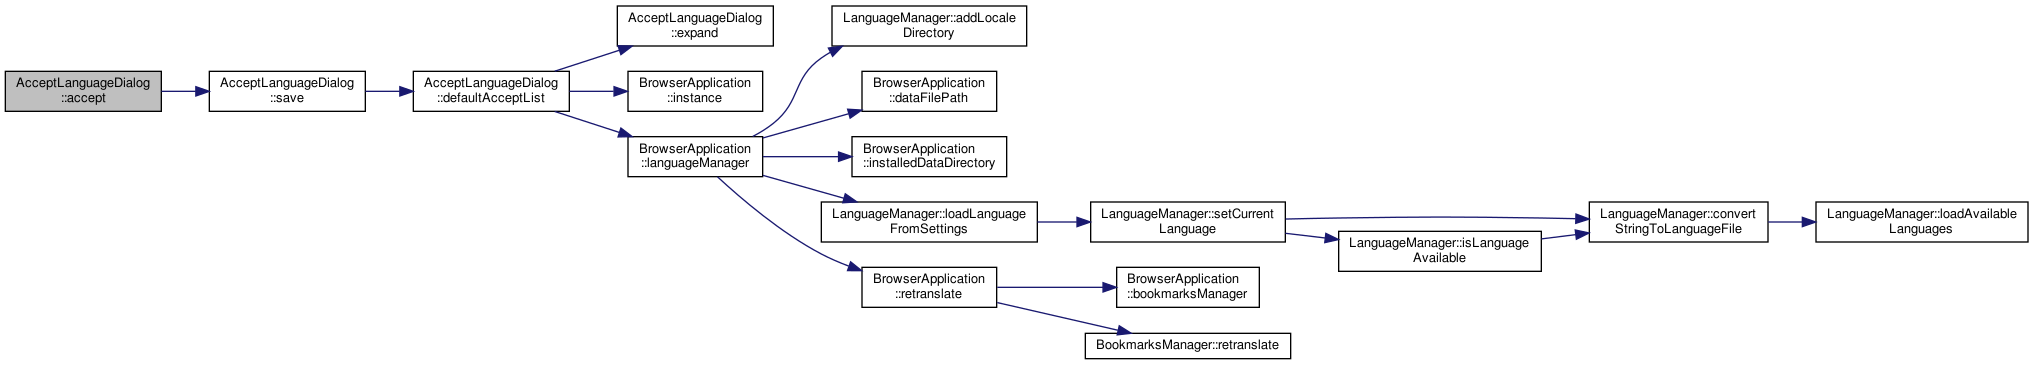 AcceptLanguageDialog
::accept
AcceptLanguageDialog
::save
AcceptLanguageDialog
::defaultAcceptList
AcceptLanguageDialog
::expand
BrowserApplication
::instance
BrowserApplication
::languageManager
LanguageManager::addLocale
Directory
BrowserApplication
::dataFilePath
BrowserApplication
::installedDataDirectory
LanguageManager::loadLanguage
FromSettings
BrowserApplication
::retranslate
LanguageManager::setCurrent
Language
BrowserApplication
::bookmarksManager
BookmarksManager::retranslate
LanguageManager::isLanguage
Available
LanguageManager::convert
StringToLanguageFile
LanguageManager::loadAvailable
Languages